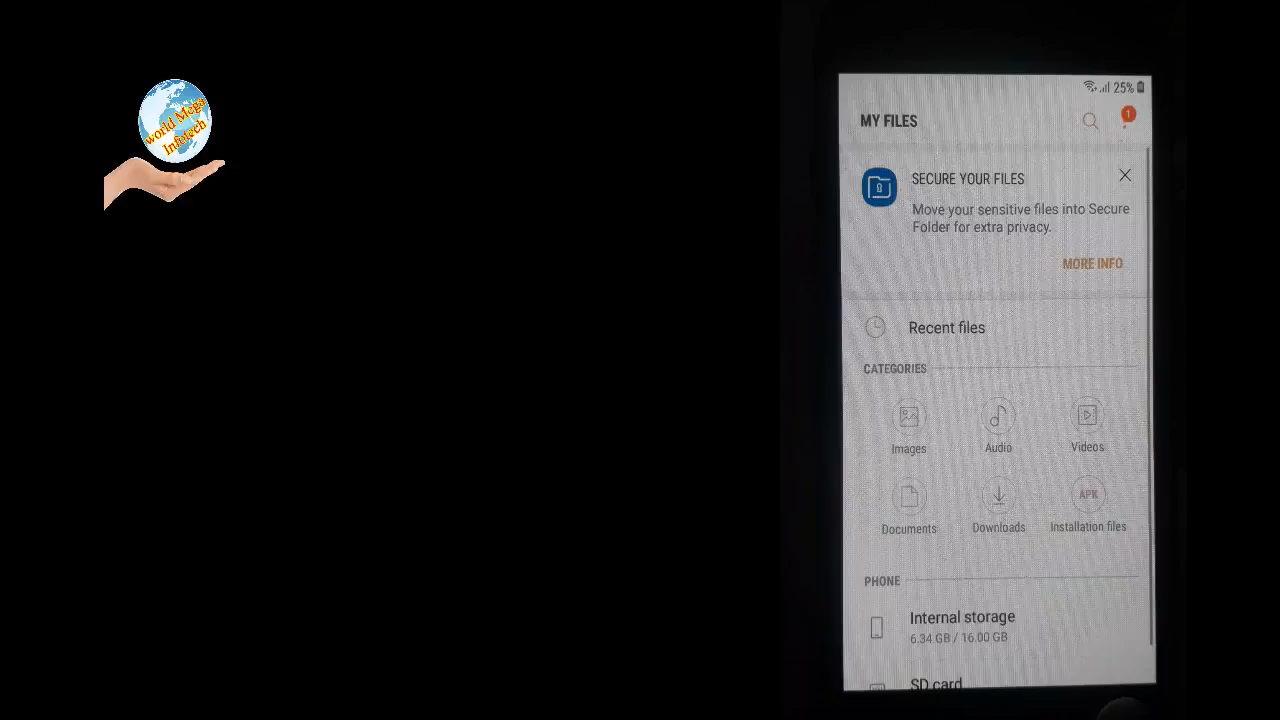 world Mega
Infotech
25%
MY FILES
1
SECURE YOUR FILES
Move your sensitive files into Secure
Folder for extra privacy.
MORE INFO
Recent files
CATEGORIES
Images
Audio
Videos
APK
Documents
Downloads
Installation files
PHONE
Internal storage
6.34 GB / 16.00 GB
SD card